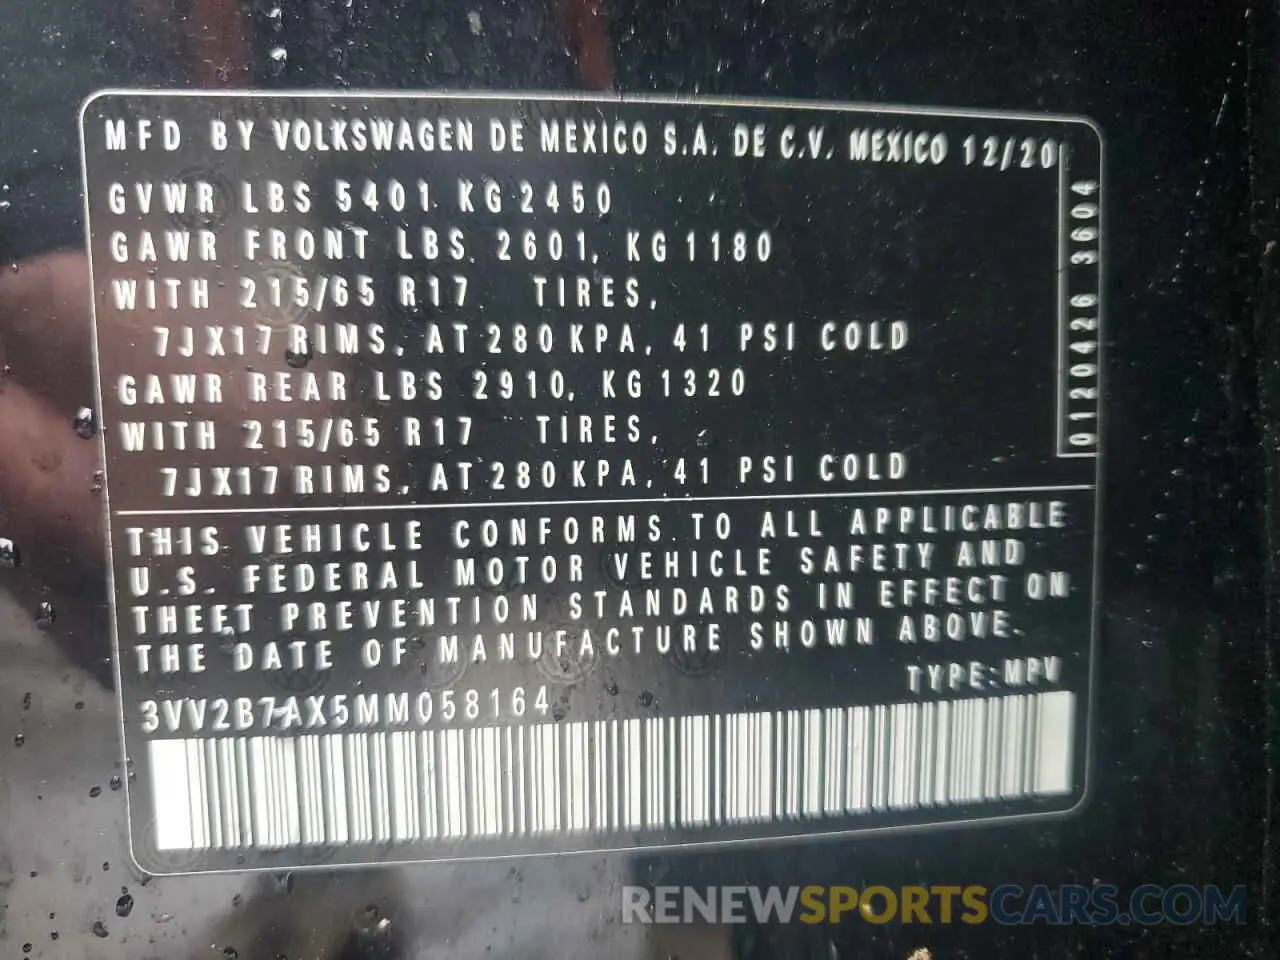 MFD BY VOLKSWAGEN DE MEXICO S.A. DE C.V. MEXICO 12/20
GVWR LBS 5401 KG 2450
GAWR FRONT LBS. 2601, KG 1180
WITH 215/65 R17 TIRES,
7JX17 RIMS, AT 280 KPA, 41 PSI COLD
GAWR REAR LBS 2910, KG 1320
WITH 215/65 R17 TIRES,
7JX17 RIMS, AT 280 KPA, 41 PSI COLD
0120426 3604
THIS VEHICLE CONFORMS TO ALL APPLICABLE
U.S. FEDERAL MOTOR VEHICLE SAFETY AND
THEFT PREVENTION STANDARDS IN EFFECT ON
THE DATE OF MANUFACTURE SHOWN ABOVE.
TYPE: MPV
3VV2B7AX5MM058164
RENEWSPORTSCARS.COM